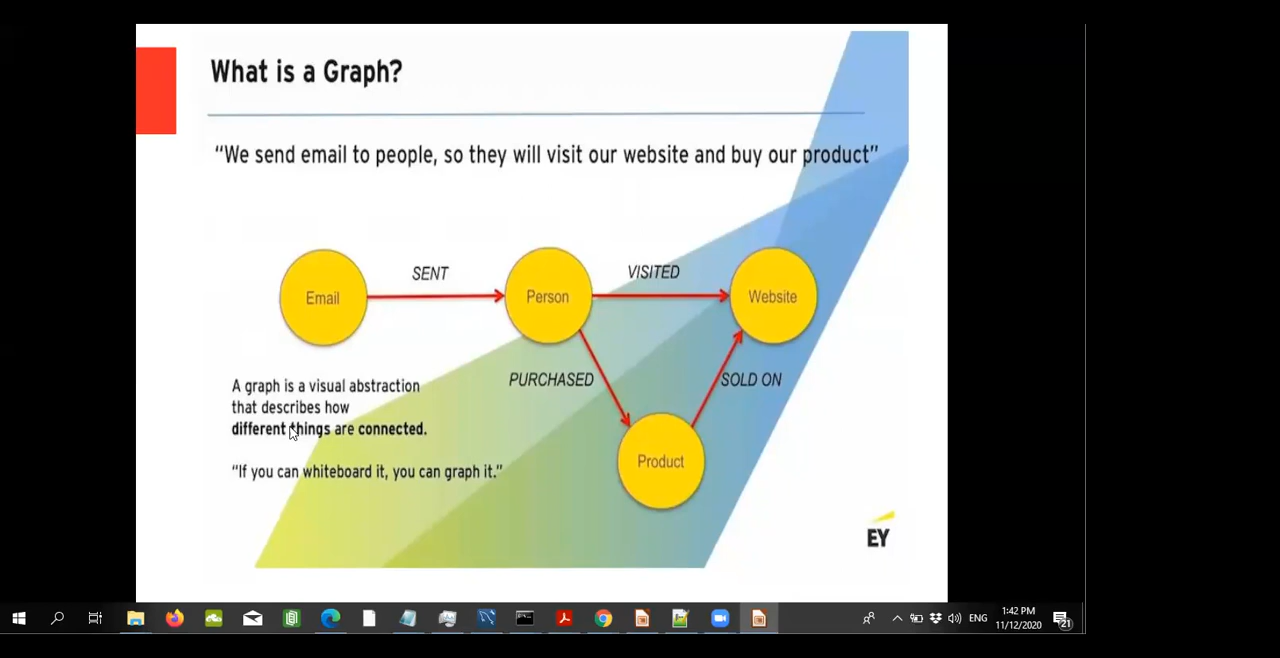 What is a Graph?
“We send email to people, so they will visit our website and buy our product”
SENT
VISITED
Email
Person
Website
PURCHASED
SOLD ON
Product
A graph is a visual abstraction
that describes how
different things are connected.
“If you can whiteboard it, you can graph it.”
EY
ENG
1:42 PM
11/12/2020
21